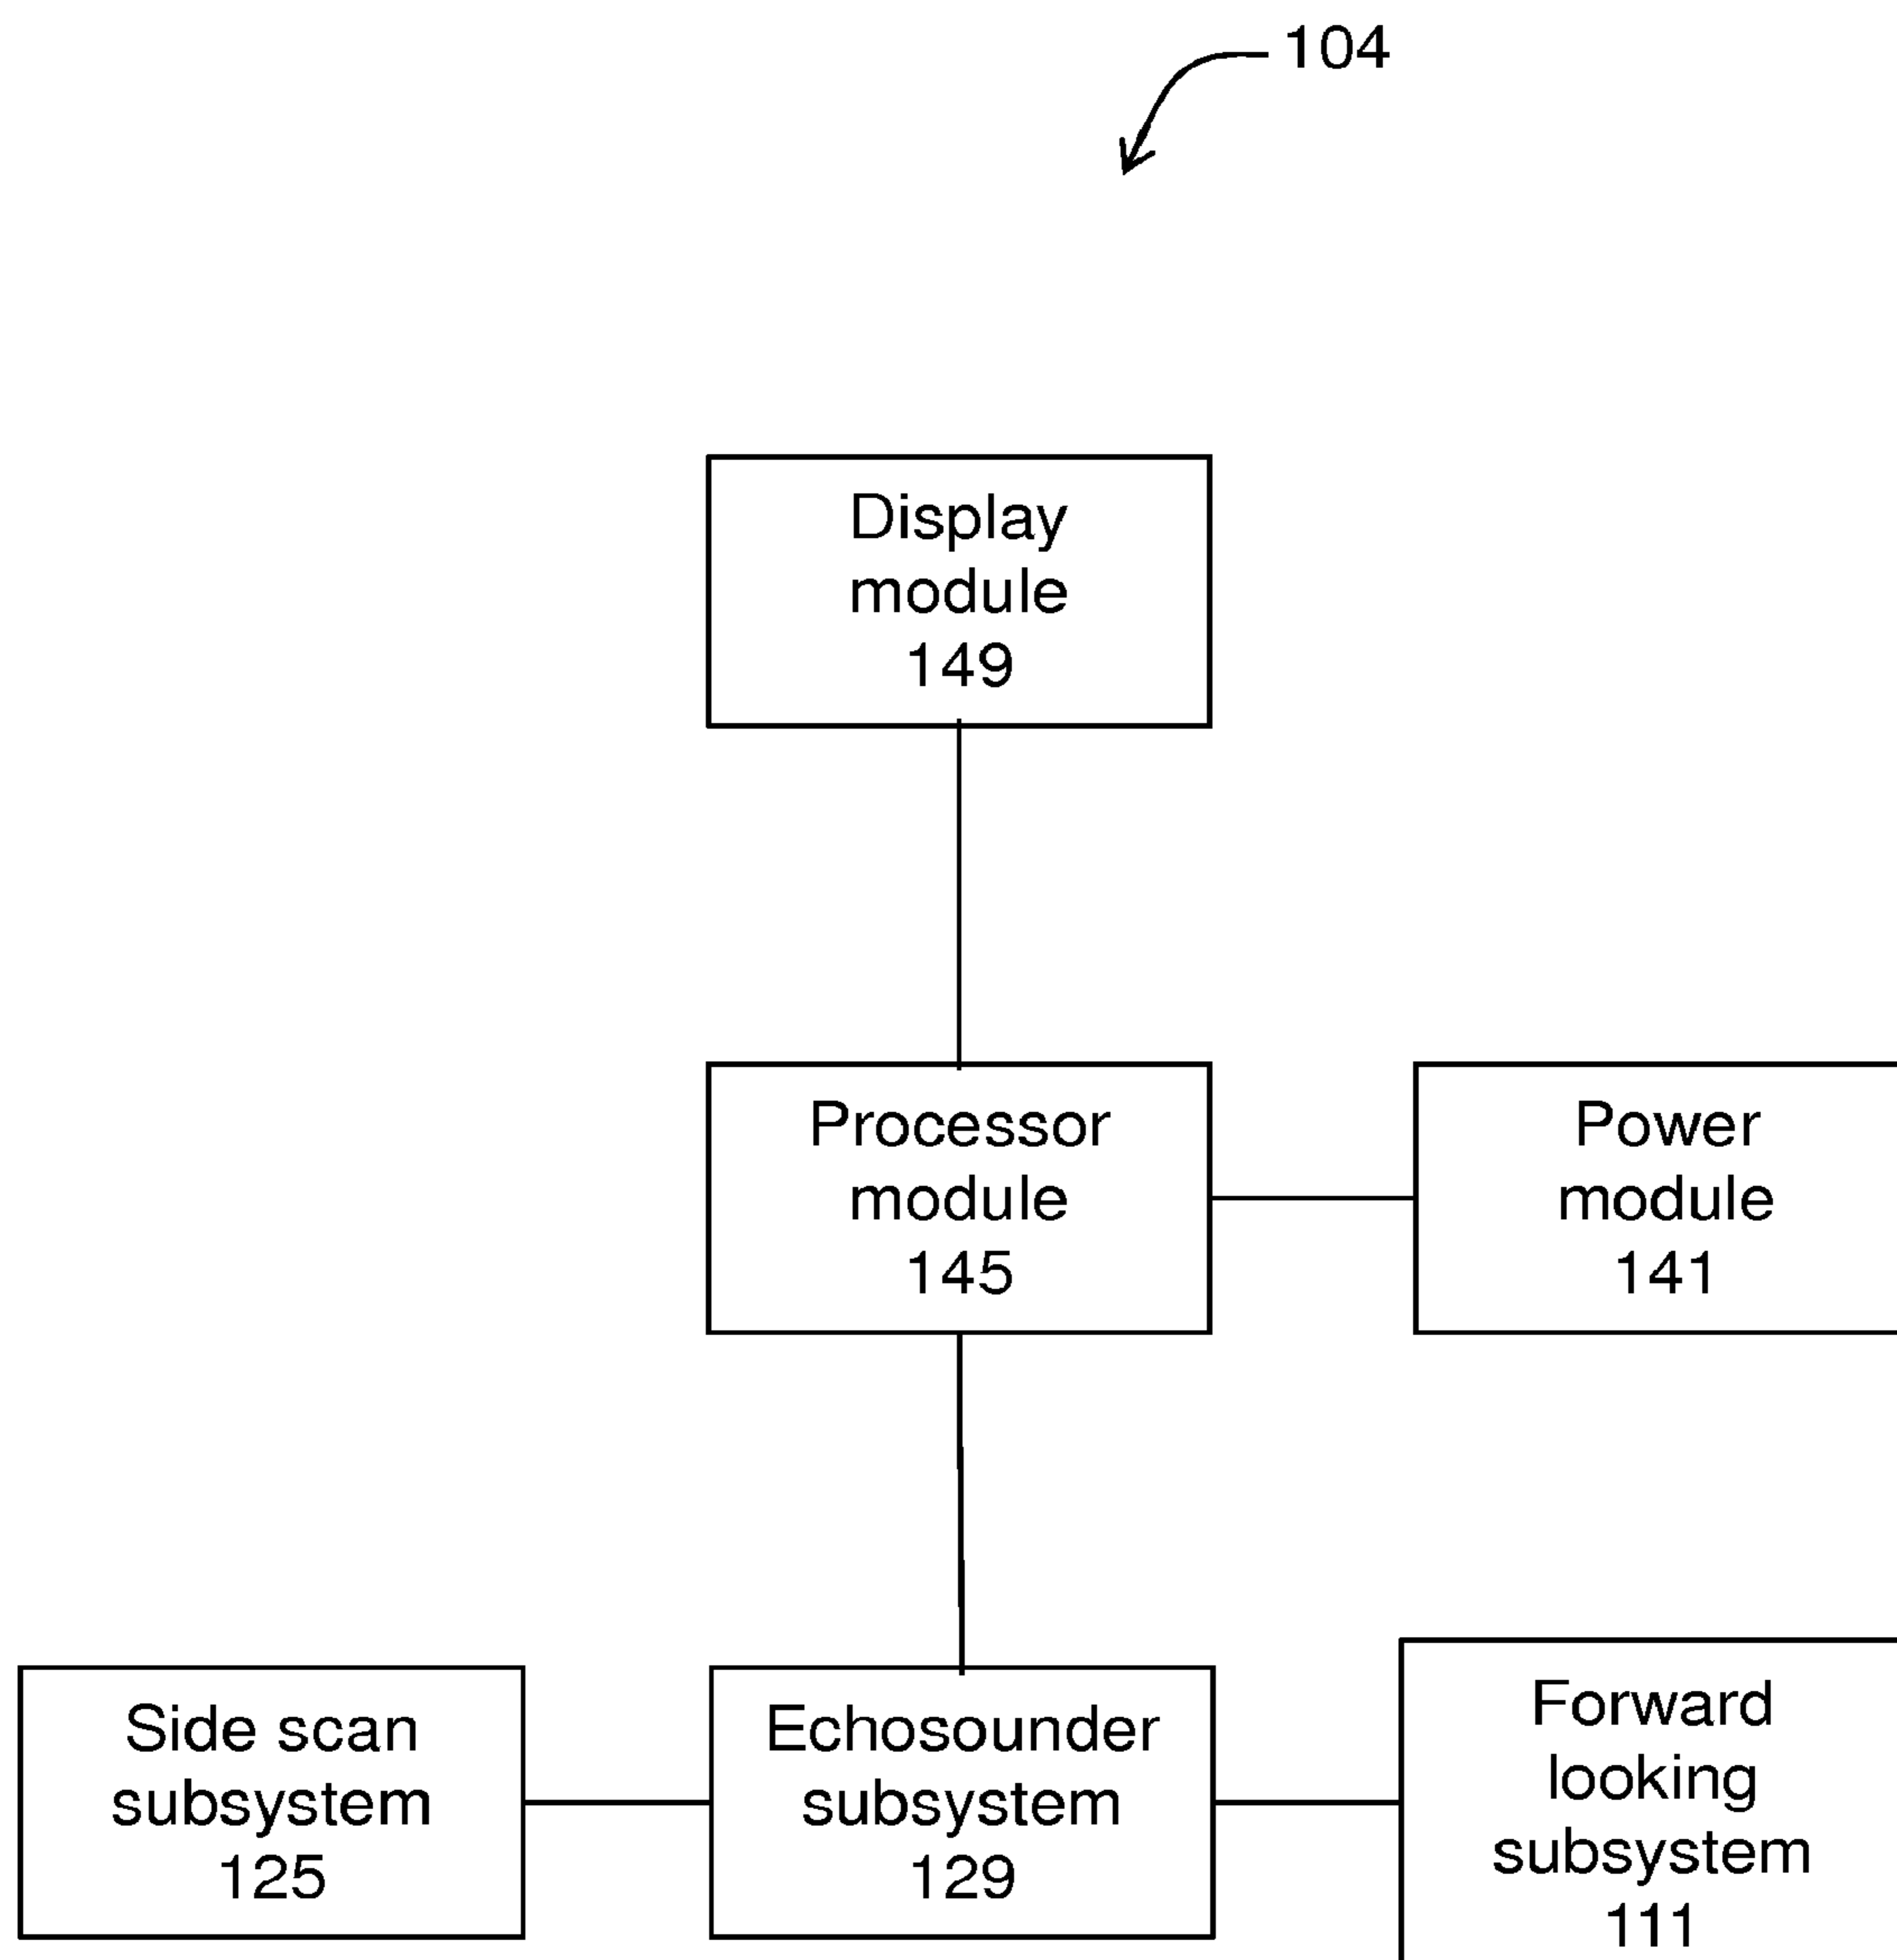 104
Display
module
149
Processor
module
145
Power
module
141
Side scan
subsystem
125
Echosounder
subsystem
129
Forward
looking
subsystem
111